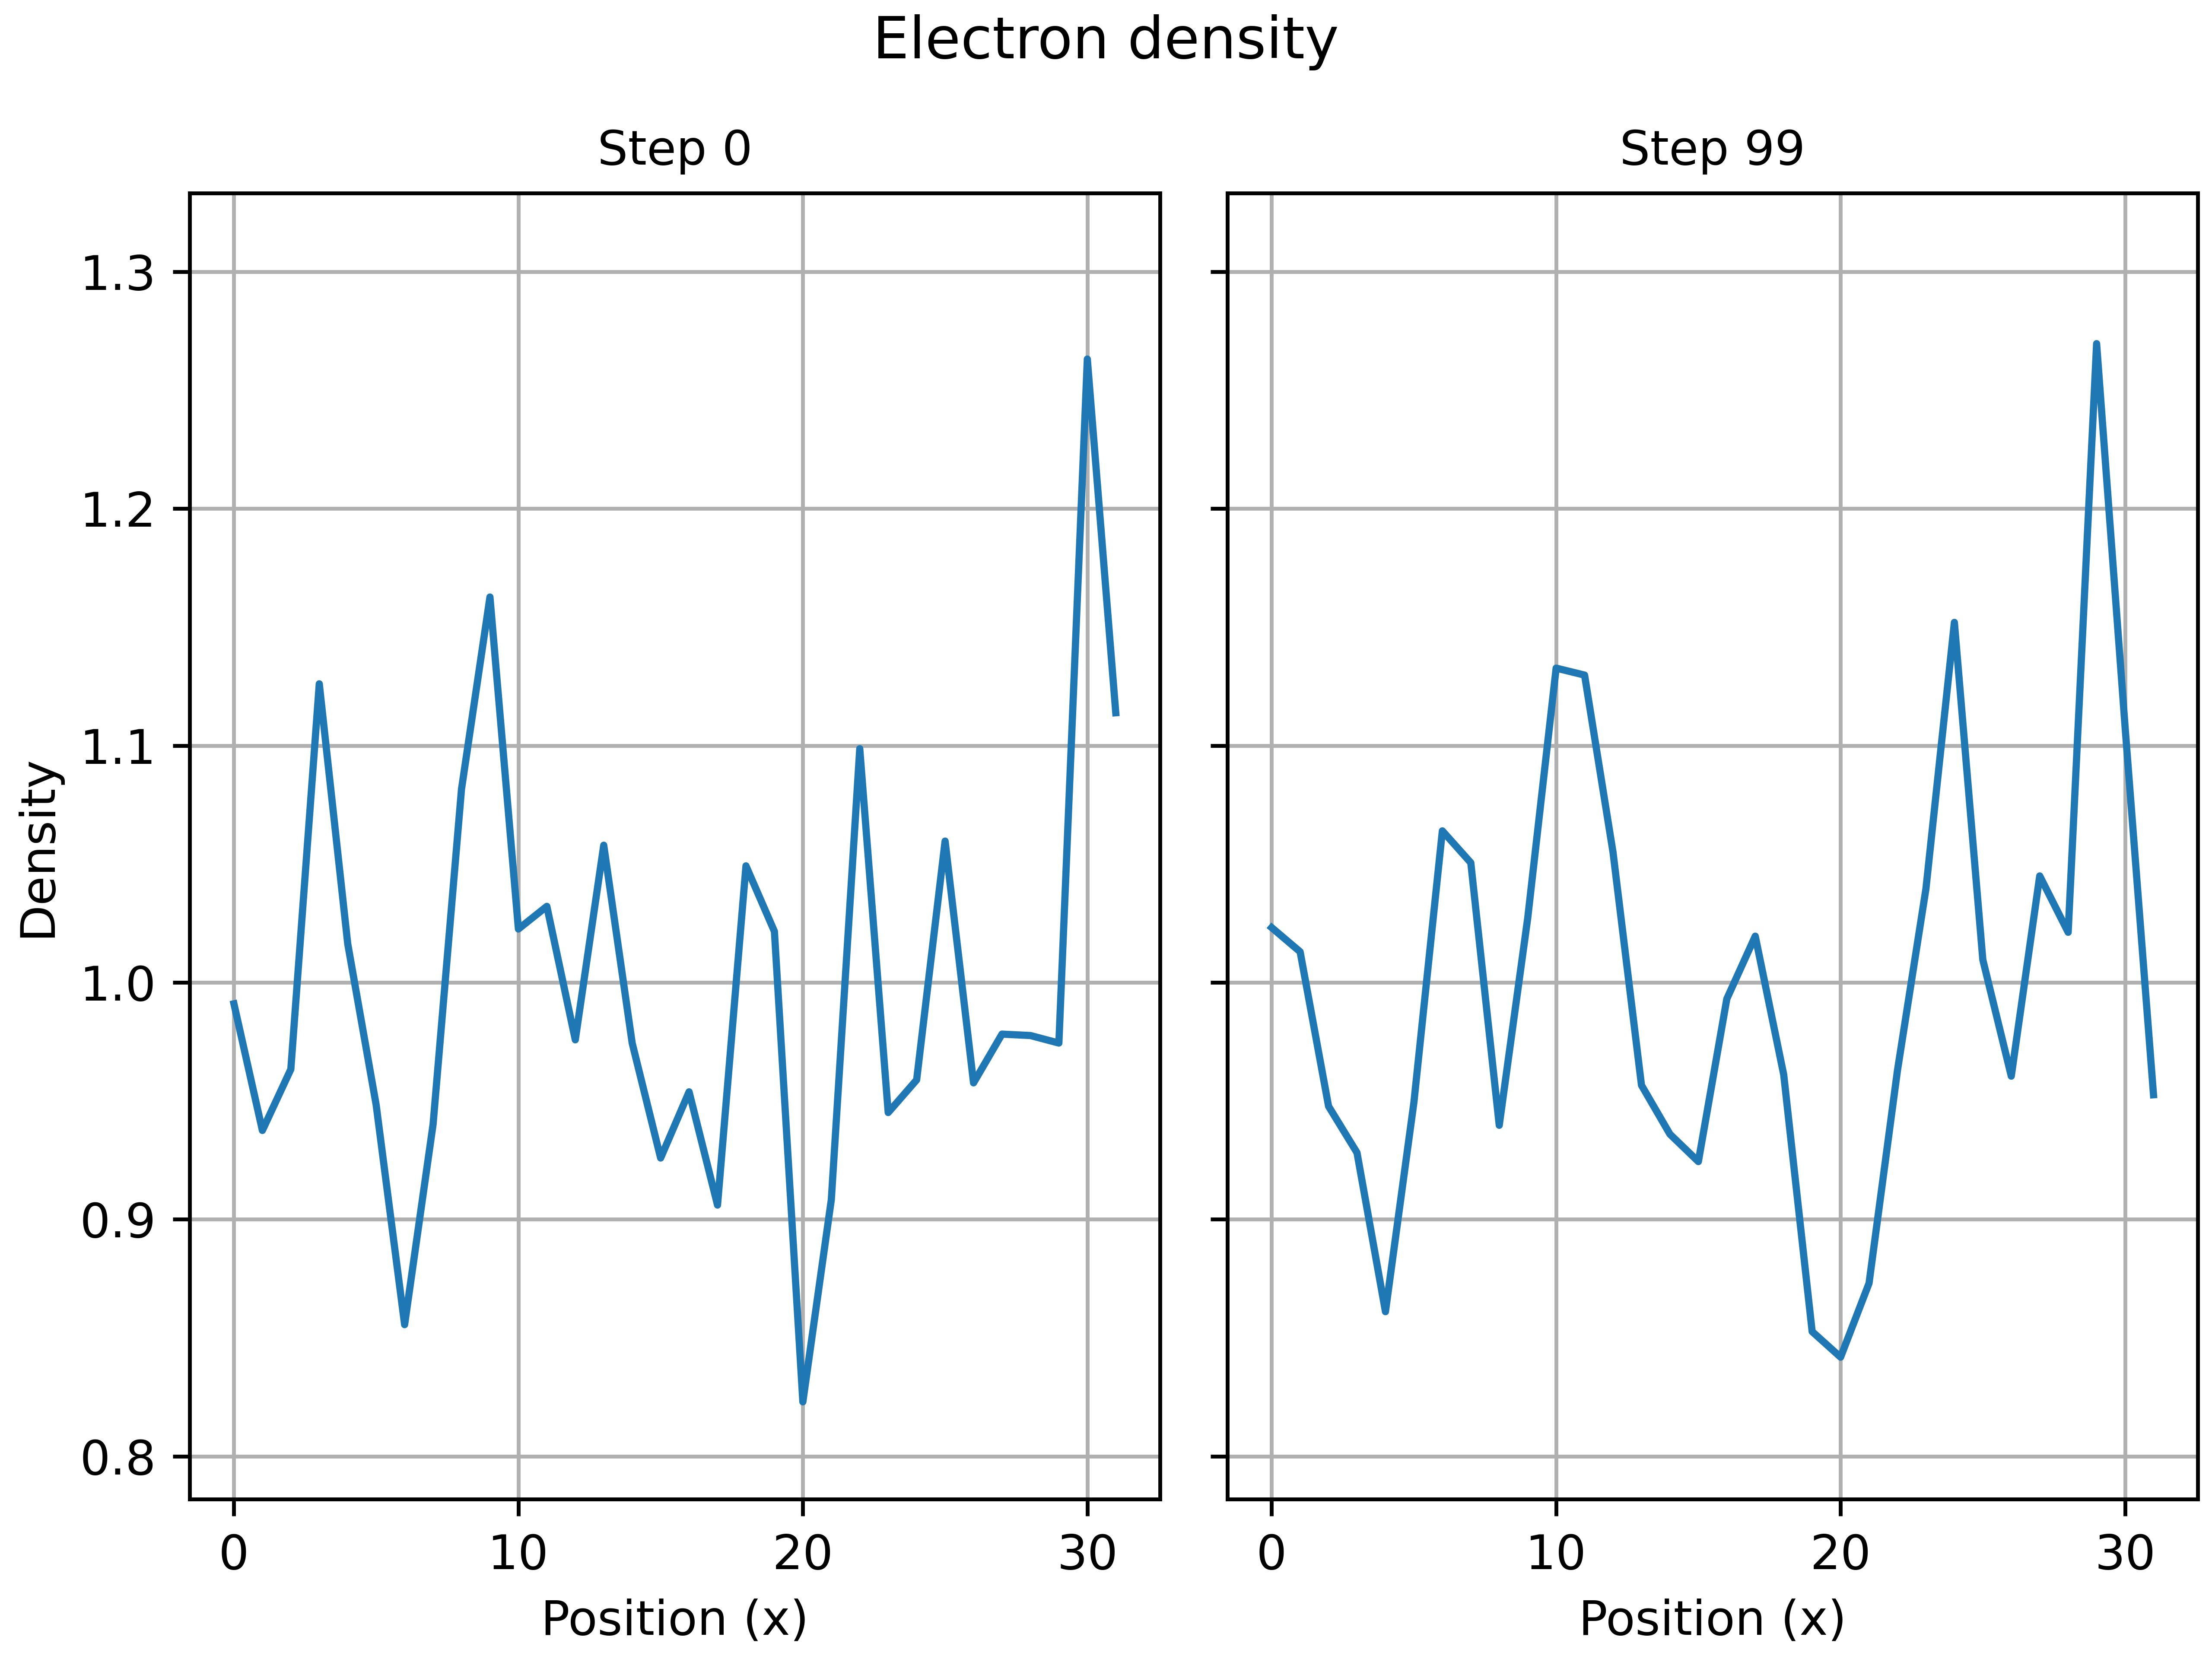 Electron density
Step 0
Step 99
Density
1.3
1.2
1.1
1.0
0.9
0.8
0 10 20 30
0 10 20 30
Position (x)
Position (x)